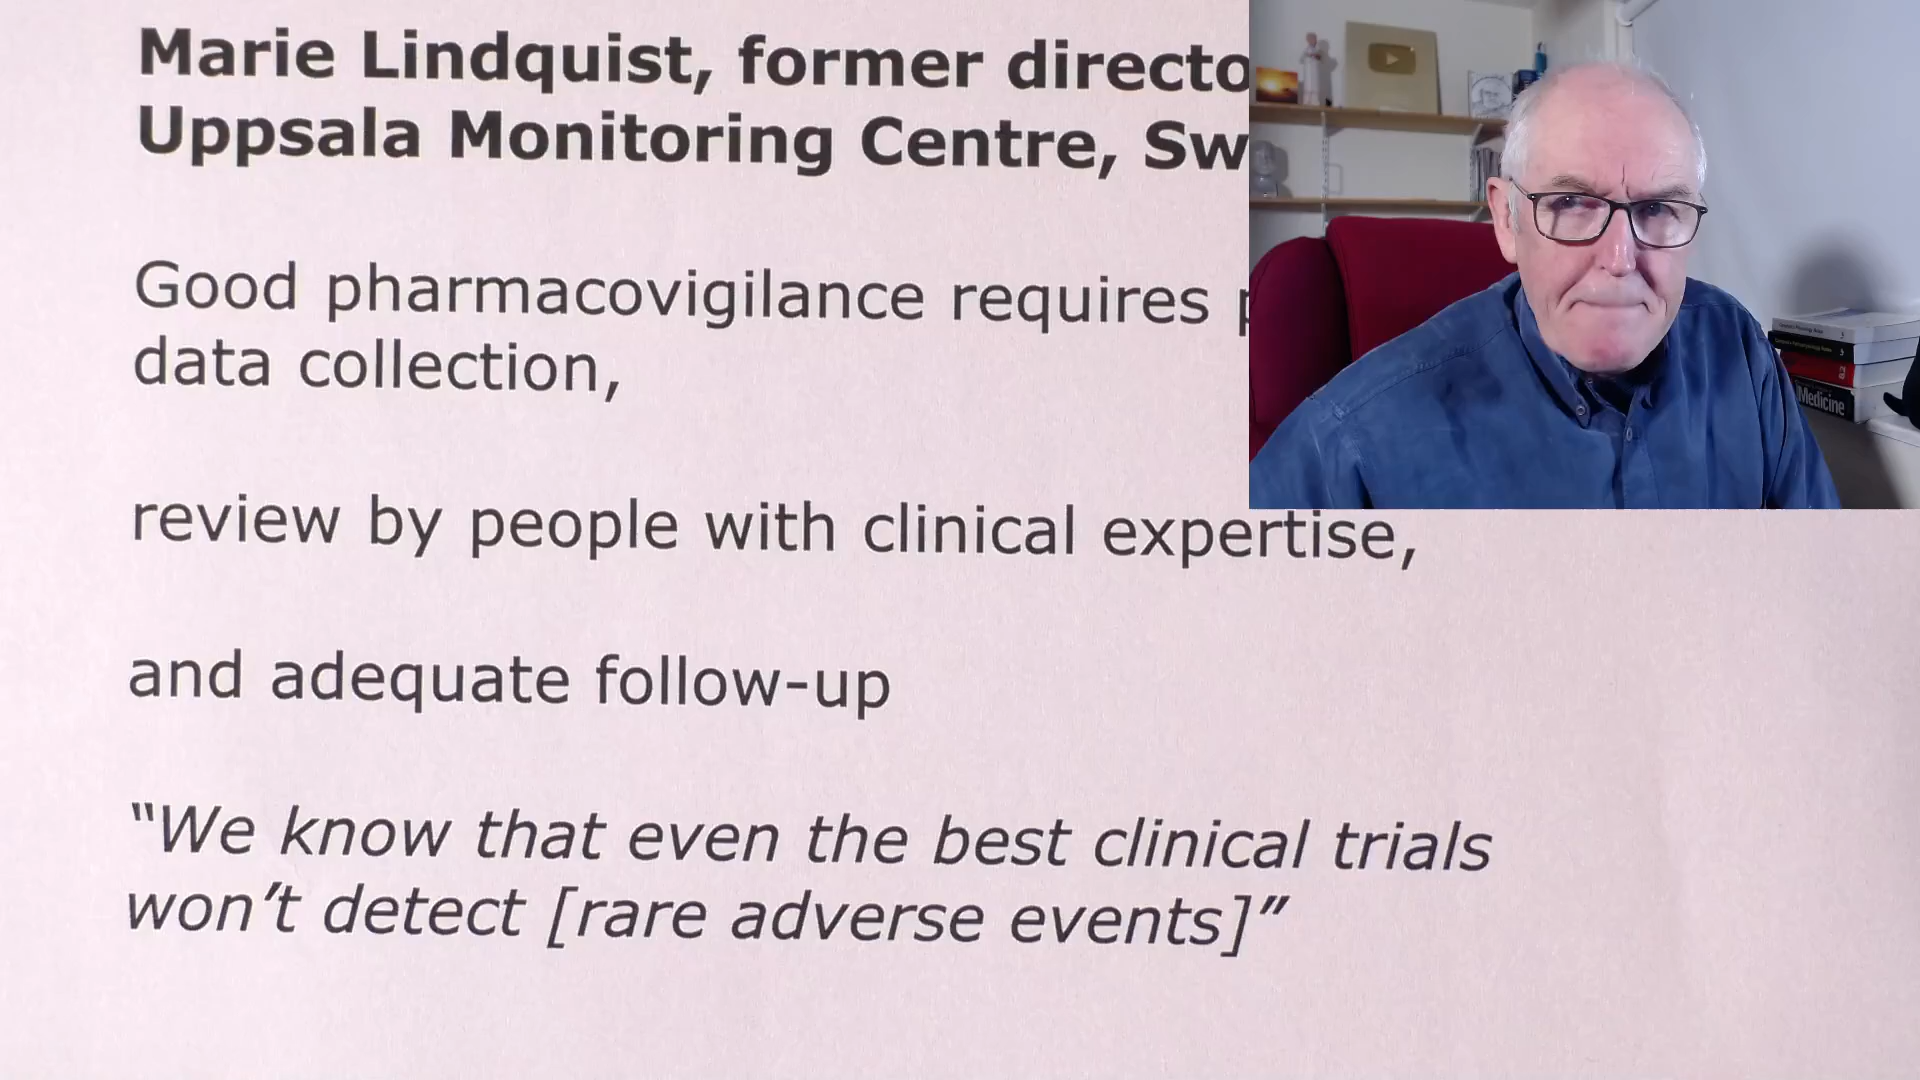 Marie Lindquist, former directo
Uppsala Monitoring Centre, Sw
Good pharmacovigilance requires
data collection,
review by people with clinical expertise,
and adequate follow-up
“We know that even the best clinical trials
won’t detect [rare adverse events]”
Medicine